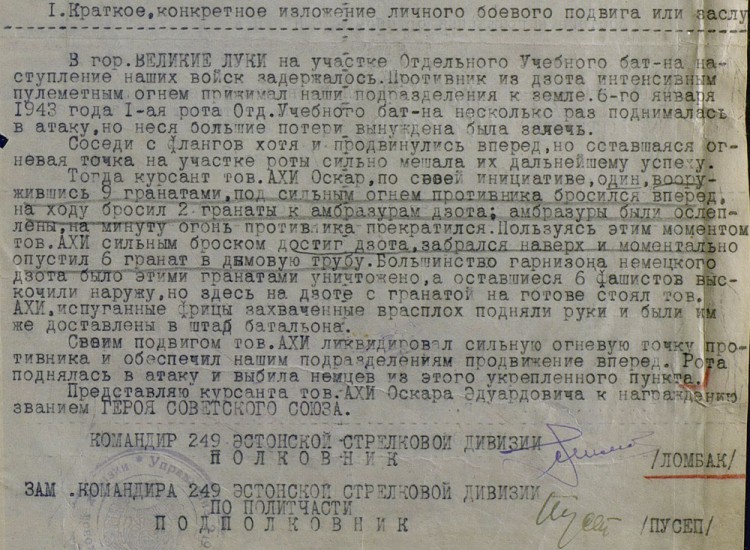 I.Краткое,конкретное изложение личного боевого подвига или заслу
В гор.ВЕЛИКИЕ ЛУКИ на участке Отдельного Учебного бат-на на-
ступление наших войск задержалось.Противник из дзота интенсивным
пулеметным огнем прижимал наши подразделения к земле.6-го января
1943 года I-ая рота Отд.Учебного бат-на несколько раз поднималась
в атаку,но неся большие потери вынуждена была залечь.
Соседи с флангов хотя и продвинулись вперед,но оставшаяся ог-
невая точка на участке роты сильно мешала их дальнейшему успеху.
Тогда курсант тов.АХИ Оскар,по своей инициативе,один,воору-
жившись 8 гранатами,под сильным огнем противника бросился вперед,
на ходу бросил 2 гранаты к амбразурам дзота; амбразуры были ослеп-
лены,на минуту огонь противника прекратился.Пользуясь этим моментом
тов.АХИ сильным броском достиг дзота,забрался наверх и моментально
опустил 6 гранат в дымовую трубу.Большинство гарнизона немецкого
дзота было этими гранатами уничтожено,а оставшиеся 6 фашистов выс-
кочили наружу,но здесь на дзоте с гранатой на готове стоял тов.
АХИ,испуганные фрицы захваченные врасплох подняли руки и были им
же доставлены в штаб батальона.
Своим подвигом тов.АХИ ликвидировал сильную огневую точку про-
тивника и обеспечил нашим подразделениям продвижение вперед. Рота
поднялась в атаку и выбила немцев из этого укрепленного пункта.
Представляю курсанта тов.АХИ Оскара Эдуардовича к награждению
званием ГЕРОЯ СОВЕТСКОГО СОЮЗА.
КОМАНДИР 249 ЭСТОНСКОЙ СТРЕЛКОВОЙ ДИВИЗИИ
ПОЛКОВНИК /ЛОМБАК/
ЗАМ .КОМАНДИРА 249 ЭСТОНСКОЙ СТРЕЛКОВОЙ ДИВИЗИИ
ПО ПОЛИТЧАСТИ
ПОДПОЛКОВНИК Пусеп /ПУСЕП/